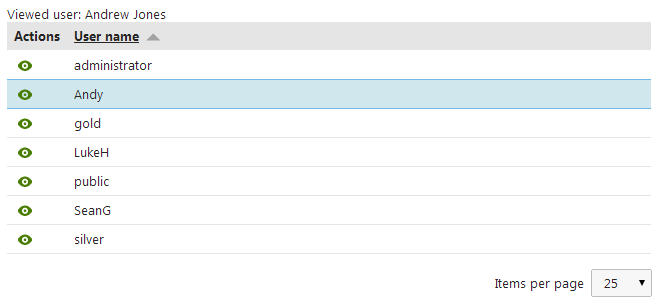 Viewed user: Andrew Jones
Actions User name
administrator
Andy
gold
LukeH
public
SeanG
silver
Items per page 25